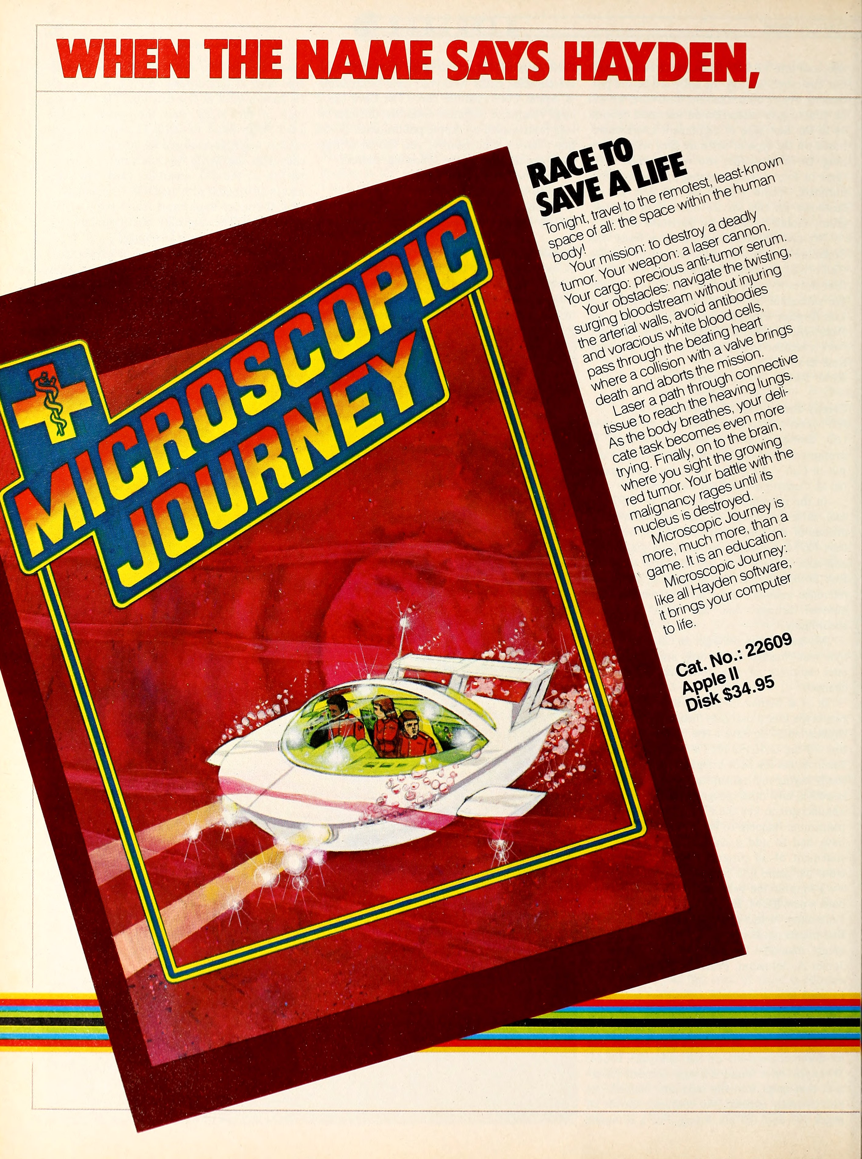 WHEN THE NAME SAYS HAYDEN,
MICROSCOPIC
JOURNEY
RACE TO
SAVE A LIFE
Tonight, travel to the remotest, least-known
space of all: the space within the human
body!
Your mission: to destroy a deadly
tumor. Your weapon: a laser cannon.
Your cargo: precious anti-tumor serum.
Your obstacles: navigate the twisting,
surging bloodstream without injuring
the arterial walls, avoid antibodies
and voracious white blood cells,
pass through the beating heart
where a collision with a valve brings
death and aborts the mission.
Laser a path through connective
tissue to reach the heaving lungs.
As the body breathes, your deli-
cate task becomes even more
trying. Finally, on to the brain,
where you sight the growing
red tumor. Your battle with the
malignancy rages until its
nucleus is destroyed.
Microscopic Journey is
more, much more, than a
game. It is an education.
Microscopic Journey:
like all Hayden software,
it brings your computer
to life.
Cat. No.: 22609
Apple II
Disk $34.95